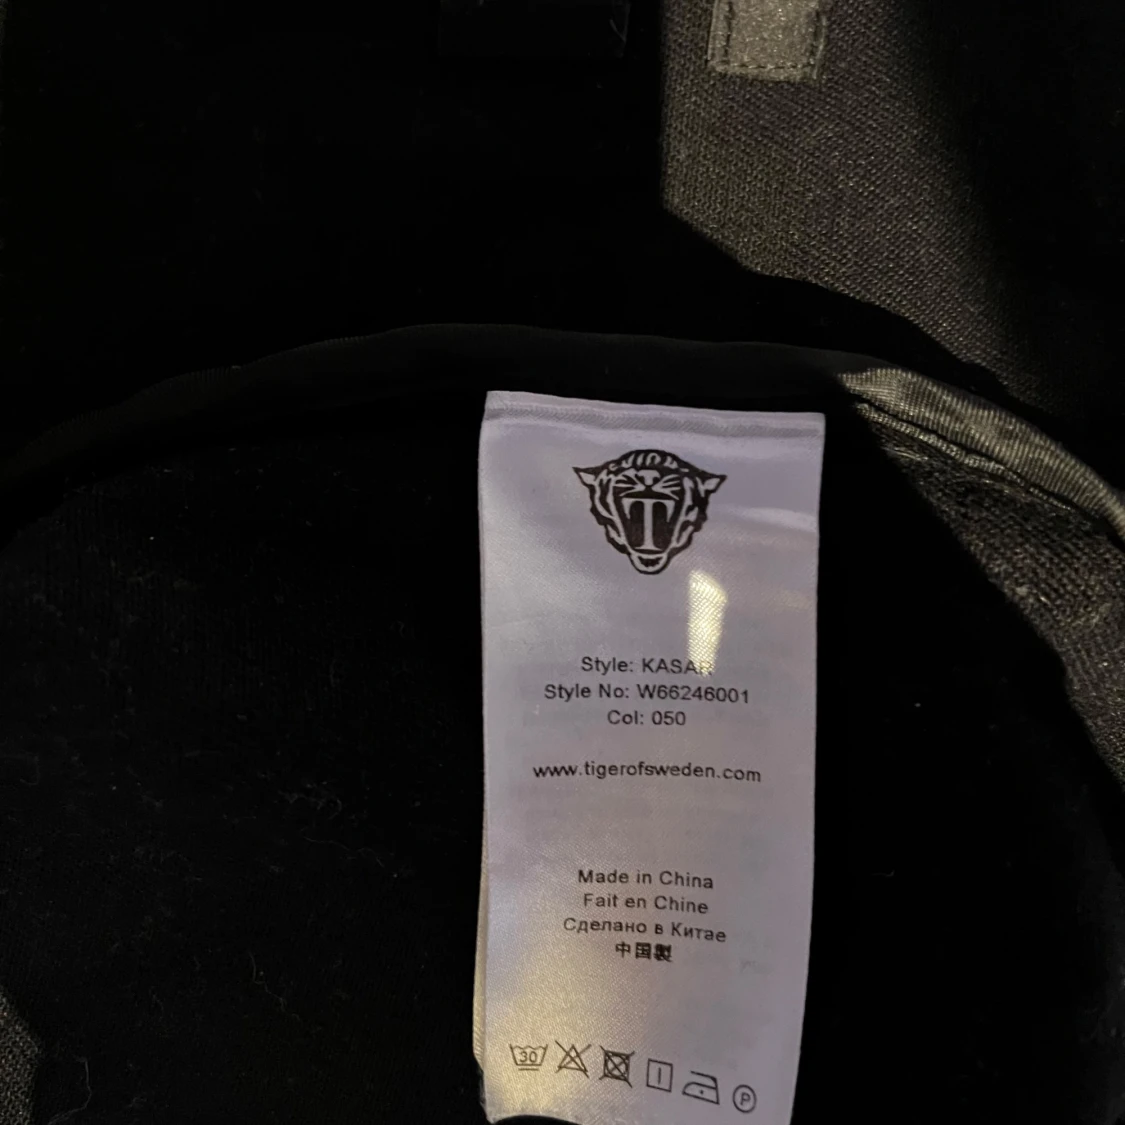 T
Style:
Style No: W66246001
Col: 050
www.tigerofsweden.com
Made in China
Fait en Chine
Сделано в Китае
中国製
30
P